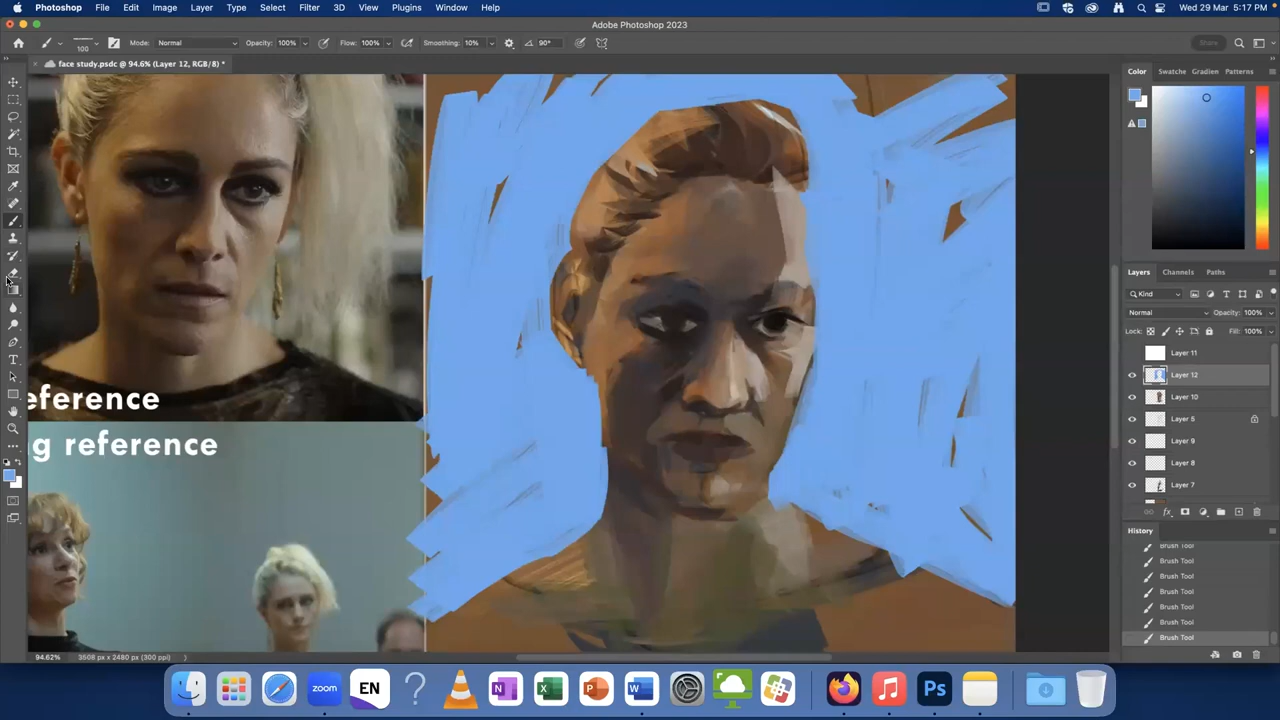 Photoshop File Edit Image Layer Type Select Filter 3D View Plugins Window Help Wed 29 Mar 5:17 PM
Adobe Photoshop 2023
100 Mode: Normal Opacity: 100% Flow: 100% Smoothing: 10% 90° Share
face study.psdc @ 94.6% (Layer 12, RGB/8) *
Color Swatche Gradien Patterns
eference
g reference
Layers Channels Paths
Kind
Normal Opacity: 100%
Lock: Fill: 100%
Layer 11
Layer 12
Layer 10
Layer 5
Layer 9
Layer 8
Layer 7
History
Brush Tool
Brush Tool
Brush Tool
Brush Tool
Brush Tool
Brush Tool
Brush Tool
94.62% 3508 px x 2480 px (300 ppi)
zoom EN ? N X P W Ps